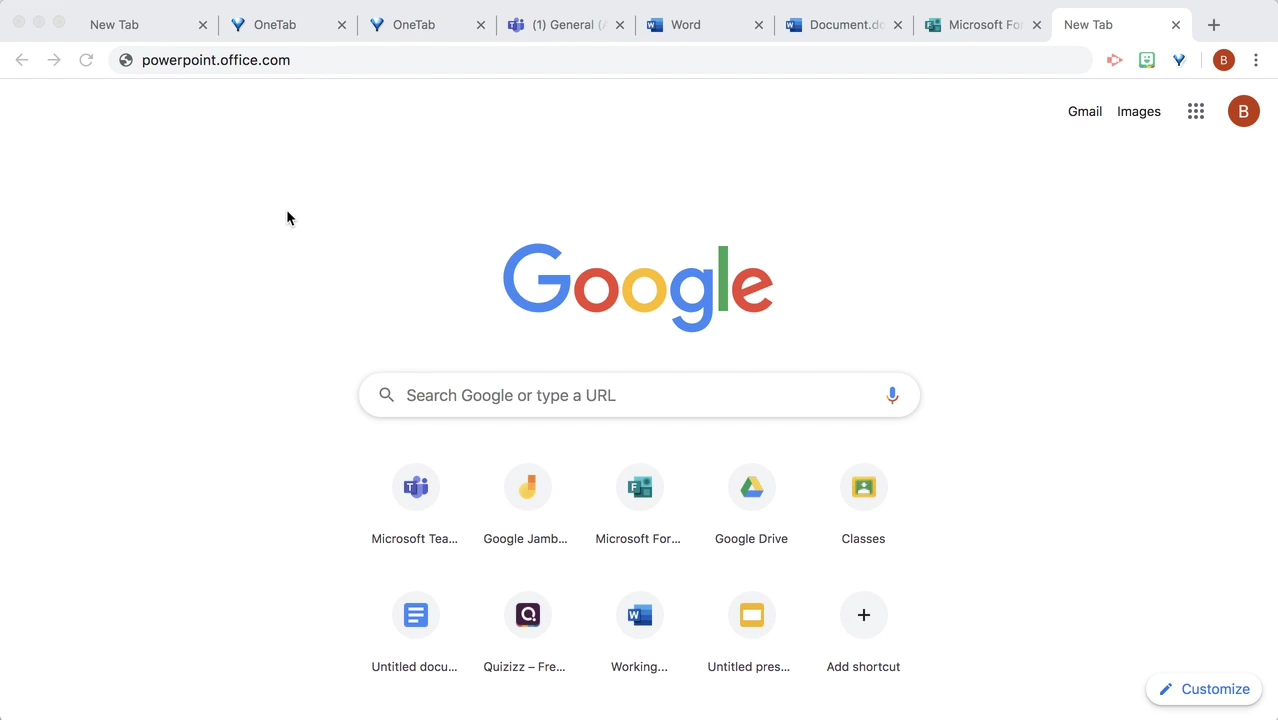 New Tab OneTab OneTab (1) General (A Word Document.do Microsoft For New Tab
powerpoint.office.com B
Gmail Images B
Google
Search Google or type a URL
Microsoft Tea... Google Jamb... Microsoft For... Google Drive Classes
Untitled docu... Quizizz – Fre... Working... Untitled pres... Add shortcut
Customize